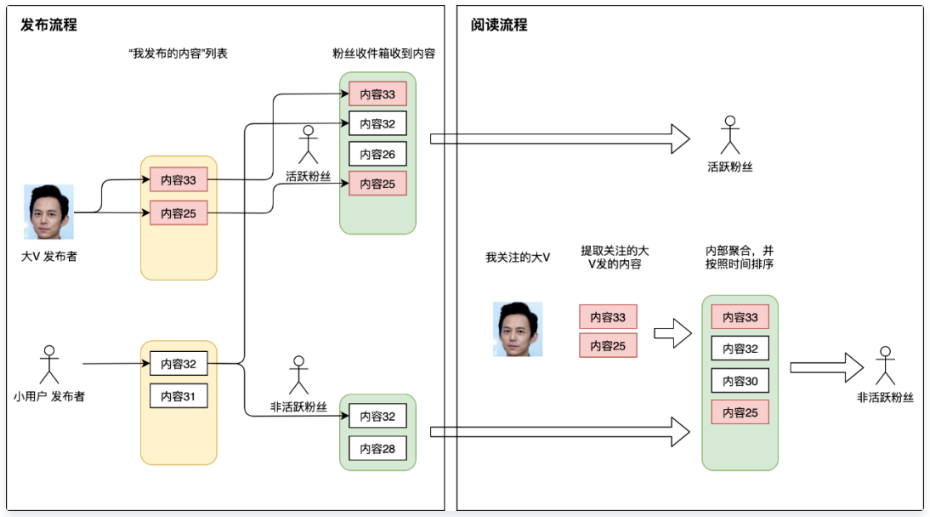 发布流程
“我发布的内容”列表
粉丝收件箱收到内容
内容33
内容32
内容26
内容25
活跃粉丝
内容33
内容25
大V 发布者
小用户 发布者
内容32
内容31
非活跃粉丝
内容32
内容28
阅读流程
活跃粉丝
我关注的大V
提取关注的大
V发的内容
内部聚合，并
按照时间排序
内容33
内容25
内容33
内容32
内容30
内容25
非活跃粉丝